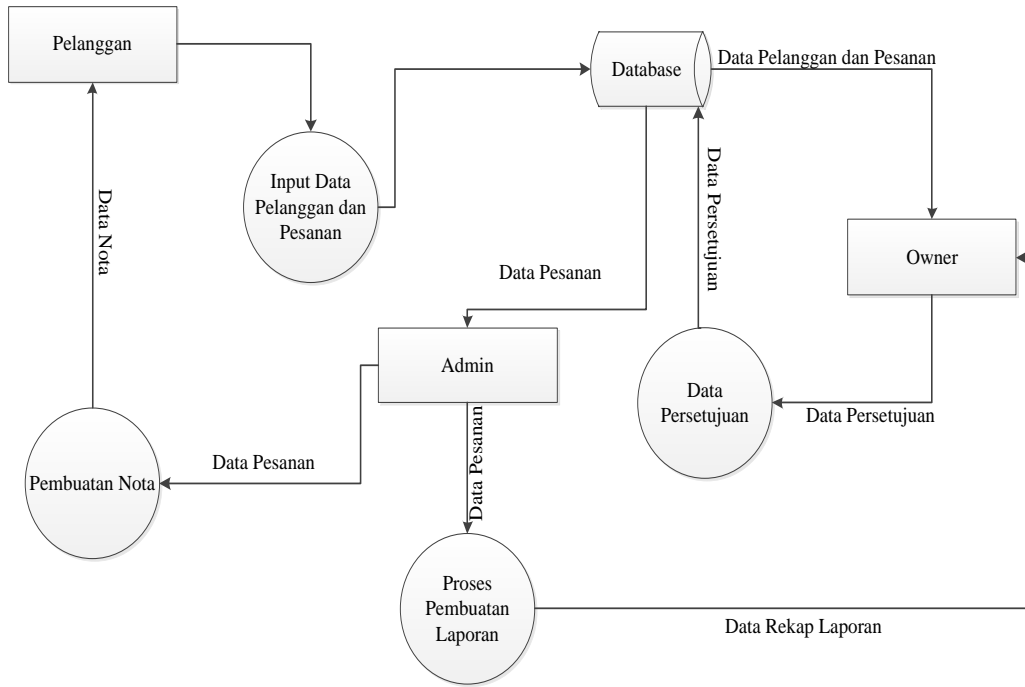 Pelanggan
Database
Data Pelanggan dan Pesanan
Input Data
Pelanggan dan
Pesanan
Data Nota
Data Persetujuan
Owner
Data Pesanan
Admin
Data
Persetujuan
Data Persetujuan
Data Pesanan
Data Pesanan
Pembuatan Nota
Proses
Pembuatan
Laporan
Data Rekap Laporan